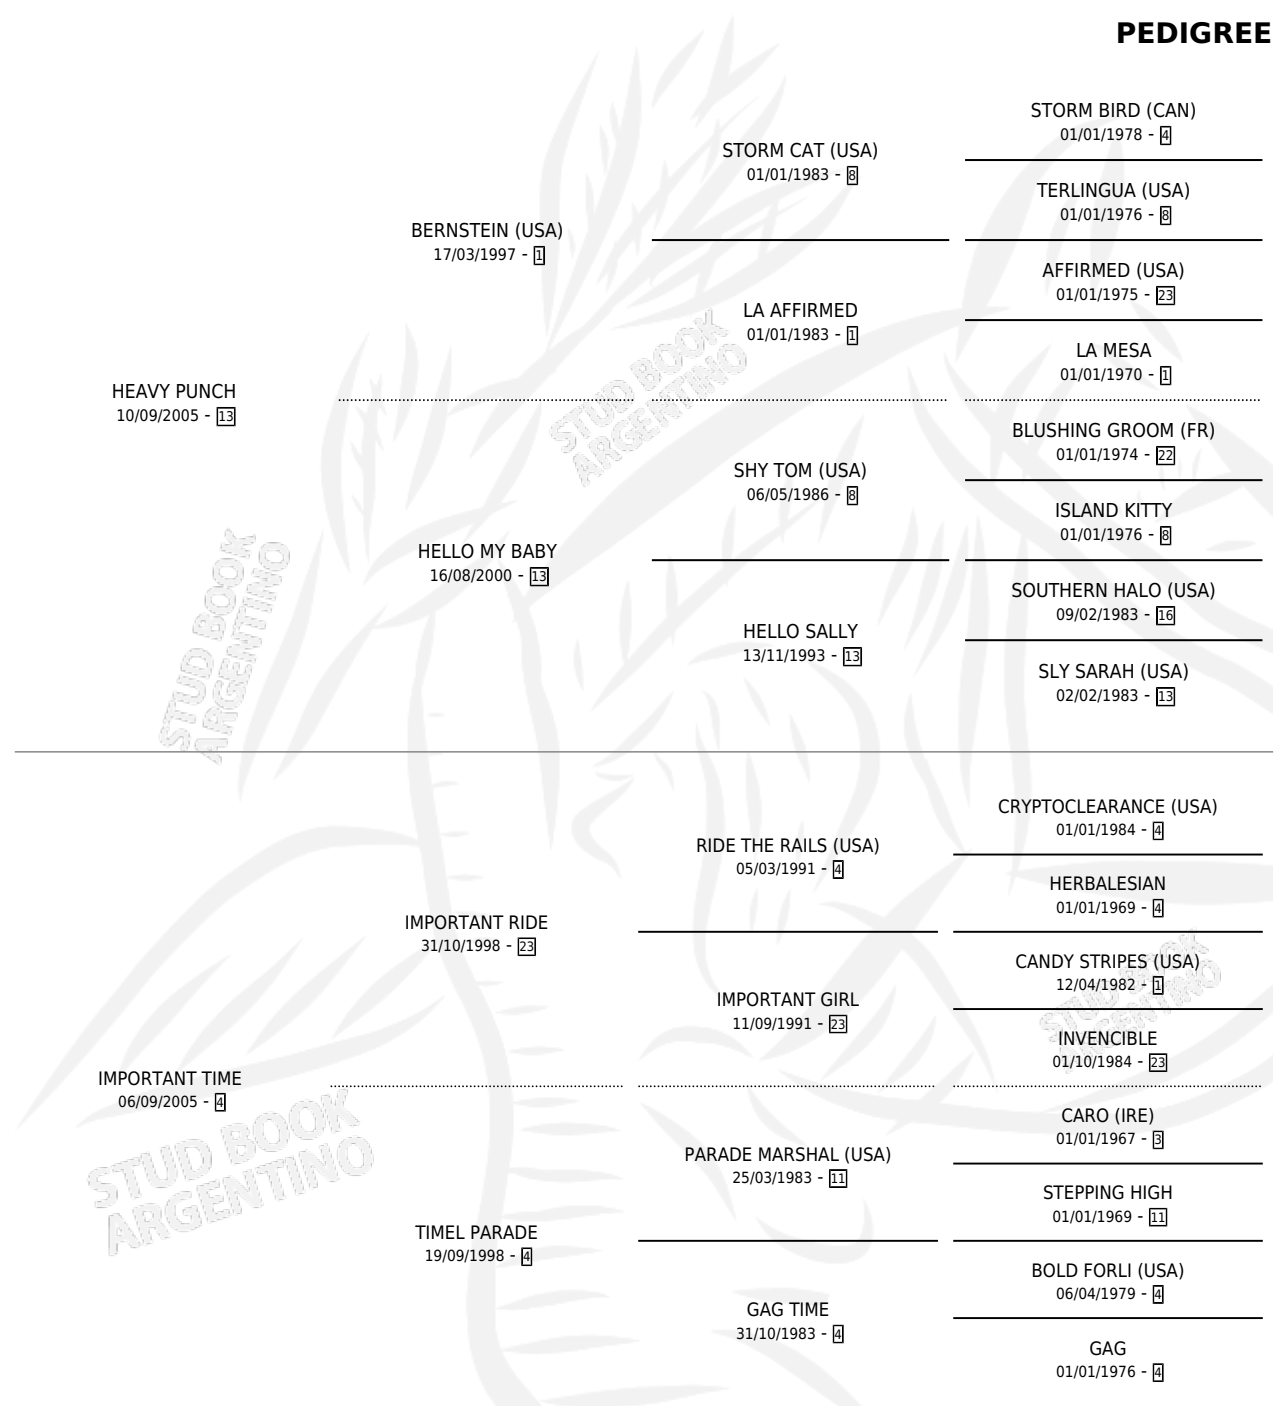 PEDIGREE
STORM BIRD (CAN)
01/01/1978 - 4
STORM CAT (USA)
01/01/1983 - 8
TERLINGUA (USA)
01/01/1976 - 8
BERNSTEIN (USA)
17/03/1997 - 1
AFFIRMED (USA)
01/01/1975 - 23
LA AFFIRMED
01/01/1983 - 1
LA MESA
01/01/1970 - 1
HEAVY PUNCH
10/09/2005 - 13
BLUSHING GROOM (FR)
01/01/1974 - 22
SHY TOM (USA)
06/05/1986 - 8
ISLAND KITTY
01/01/1976 - 8
HELLO MY BABY
16/08/2000 - 13
SOUTHERN HALO (USA)
09/02/1983 - 16
HELLO SALLY
13/11/1993 - 13
SLY SARAH (USA)
02/02/1983 - 13
CRYPTOCLEARANCE (USA)
01/01/1984 - 4
RIDE THE RAILS (USA)
05/03/1991 - 4
HERBALESIAN
01/01/1969 - 4
IMPORTANT RIDE
31/10/1998 - 23
CANDY STRIPES (USA)
12/04/1982 - 1
IMPORTANT GIRL
11/09/1991 - 23
INVENCIBLE
01/10/1984 - 23
IMPORTANT TIME
06/09/2005 - 4
CARO (IRE)
01/01/1967 - 3
PARADE MARSHAL (USA)
25/03/1983 - 11
STEPPING HIGH
01/01/1969 - 11
TIMEL PARADE
19/09/1998 - 4
BOLD FORLI (USA)
06/04/1979 - 4
GAG TIME
31/10/1983 - 4
GAG
01/01/1976 - 4
STUD BOOK
ARGENTINO
STUD BOOK
ARGENTINO
STUD BOOK
ARGENTINO
STUD BOOK
ARGENTINO